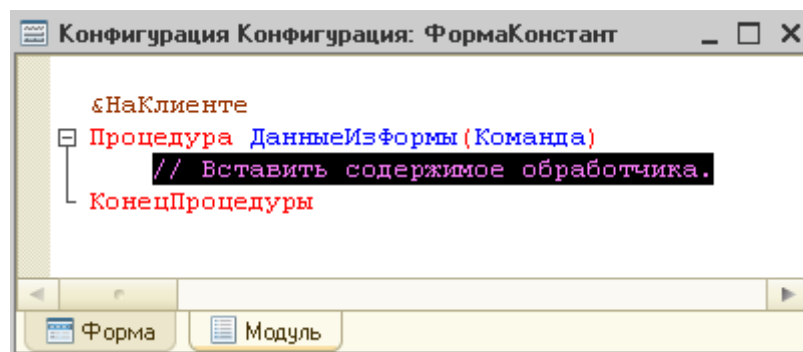 Конфигурация Конфигурация: ФормаКонстант
&НаКлиенте
Процедура ДанныеИзФормы(Команда)
// Вставить содержимое обработчика.
КонецПроцедуры
Форма Модуль